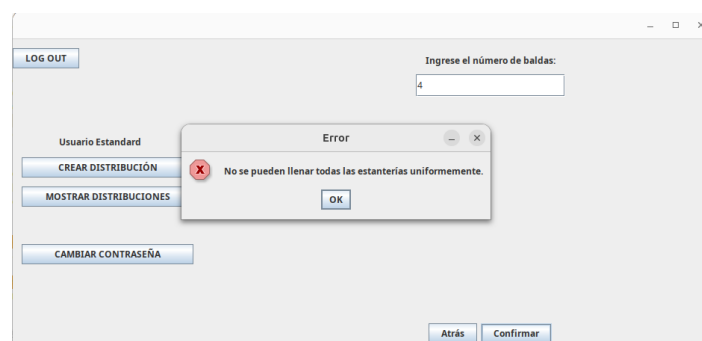 LOG OUT
Ingrese el número de baldas:
4
Usuario Estandard
CREAR DISTRIBUCIÓN
MOSTRAR DISTRIBUCIONES
CAMBIAR CONTRASEÑA
Error
X
No se pueden llenar todas las estanterías uniformemente.
OK
Atrás
Confirmar